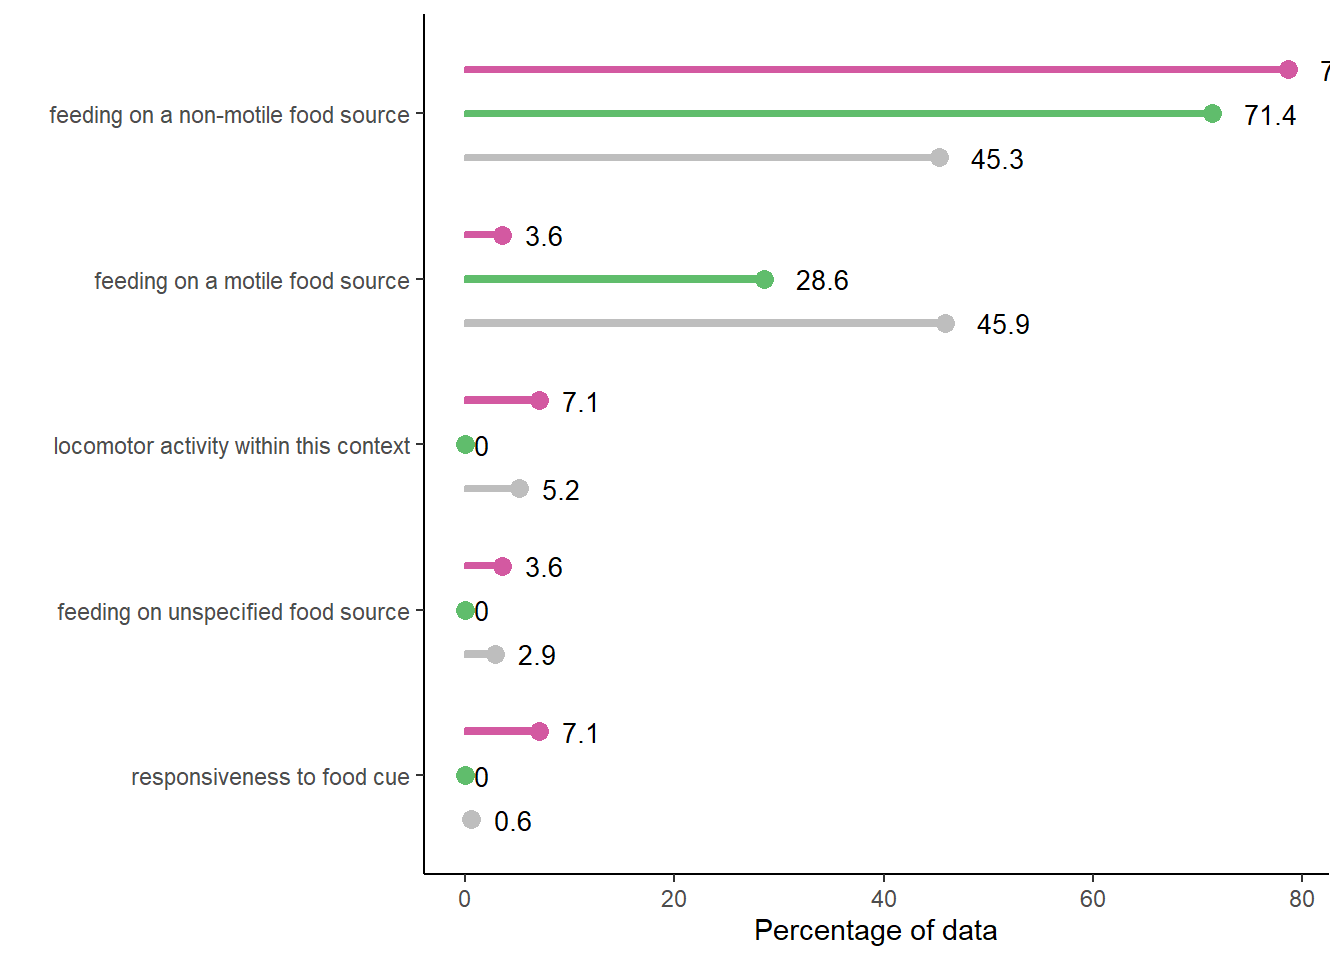 feeding on a non-motile food source
71.4
45.3
3.6
feeding on a motile food source
28.6
45.9
7.1
locomotor activity within this context
0
5.2
3.6
feeding on unspecified food source
0
2.9
7.1
responsiveness to food cue
0
0.6
0 20 40 60 80
Percentage of data